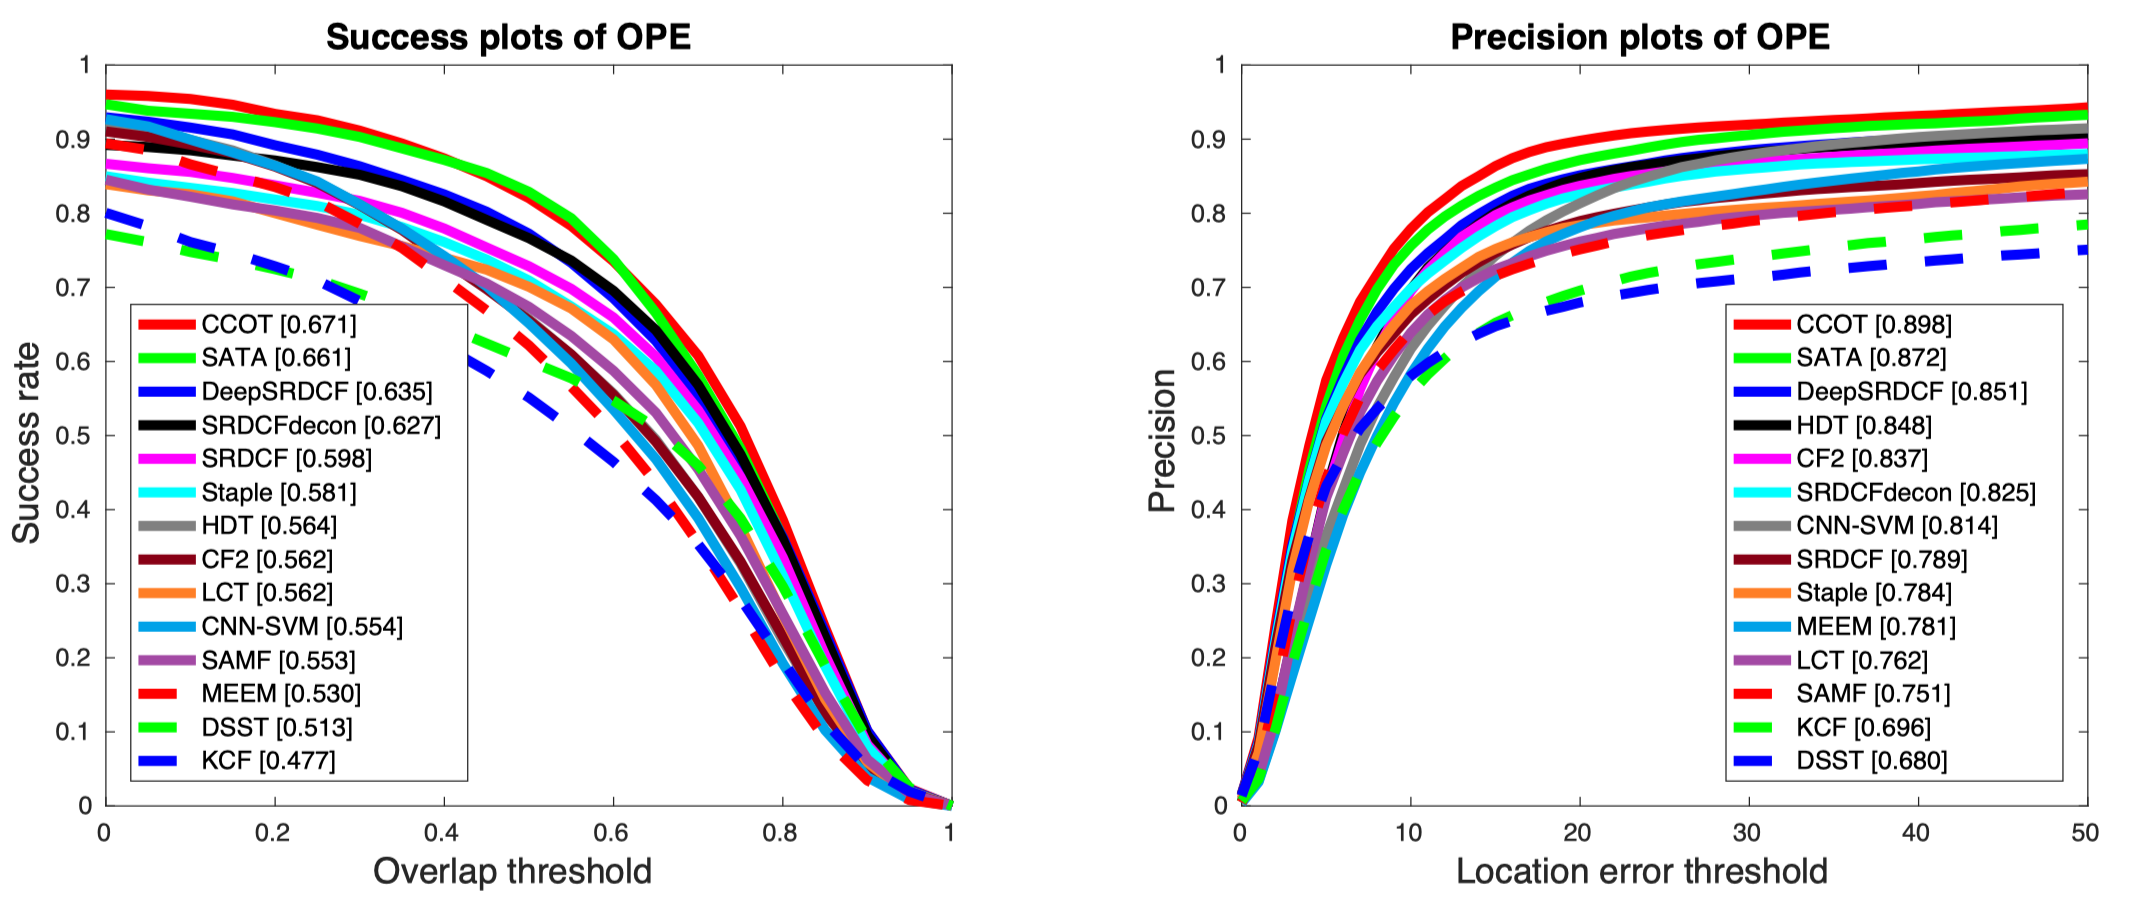 Success plots of OPE
1
0.9
0.8
0.7
0.6
0.5
0.4
0.3
0.2
0.1
0
Success rate
CCOT [0.671]
SATA [0.661]
DeepSRDCF [0.635]
SRDCFdecon [0.627]
SRDCF [0.598]
Staple [0.581]
HDT [0.564]
CF2 [0.562]
LCT [0.562]
CNN-SVM [0.554]
SAMF [0.553]
MEEM [0.530]
DSST [0.513]
KCF [0.477]
0 0.2 0.4 0.6 0.8 1
Overlap threshold
Precision plots of OPE
1
0.9
0.8
0.7
0.6
0.5
0.4
0.3
0.2
0.1
0
Precision
CCOT [0.898]
SATA [0.872]
DeepSRDCF [0.851]
HDT [0.848]
CF2 [0.837]
SRDCFdecon [0.825]
CNN-SVM [0.814]
SRDCF [0.789]
Staple [0.784]
MEEM [0.781]
LCT [0.762]
SAMF [0.751]
KCF [0.696]
DSST [0.680]
0 10 20 30 40 50
Location error threshold